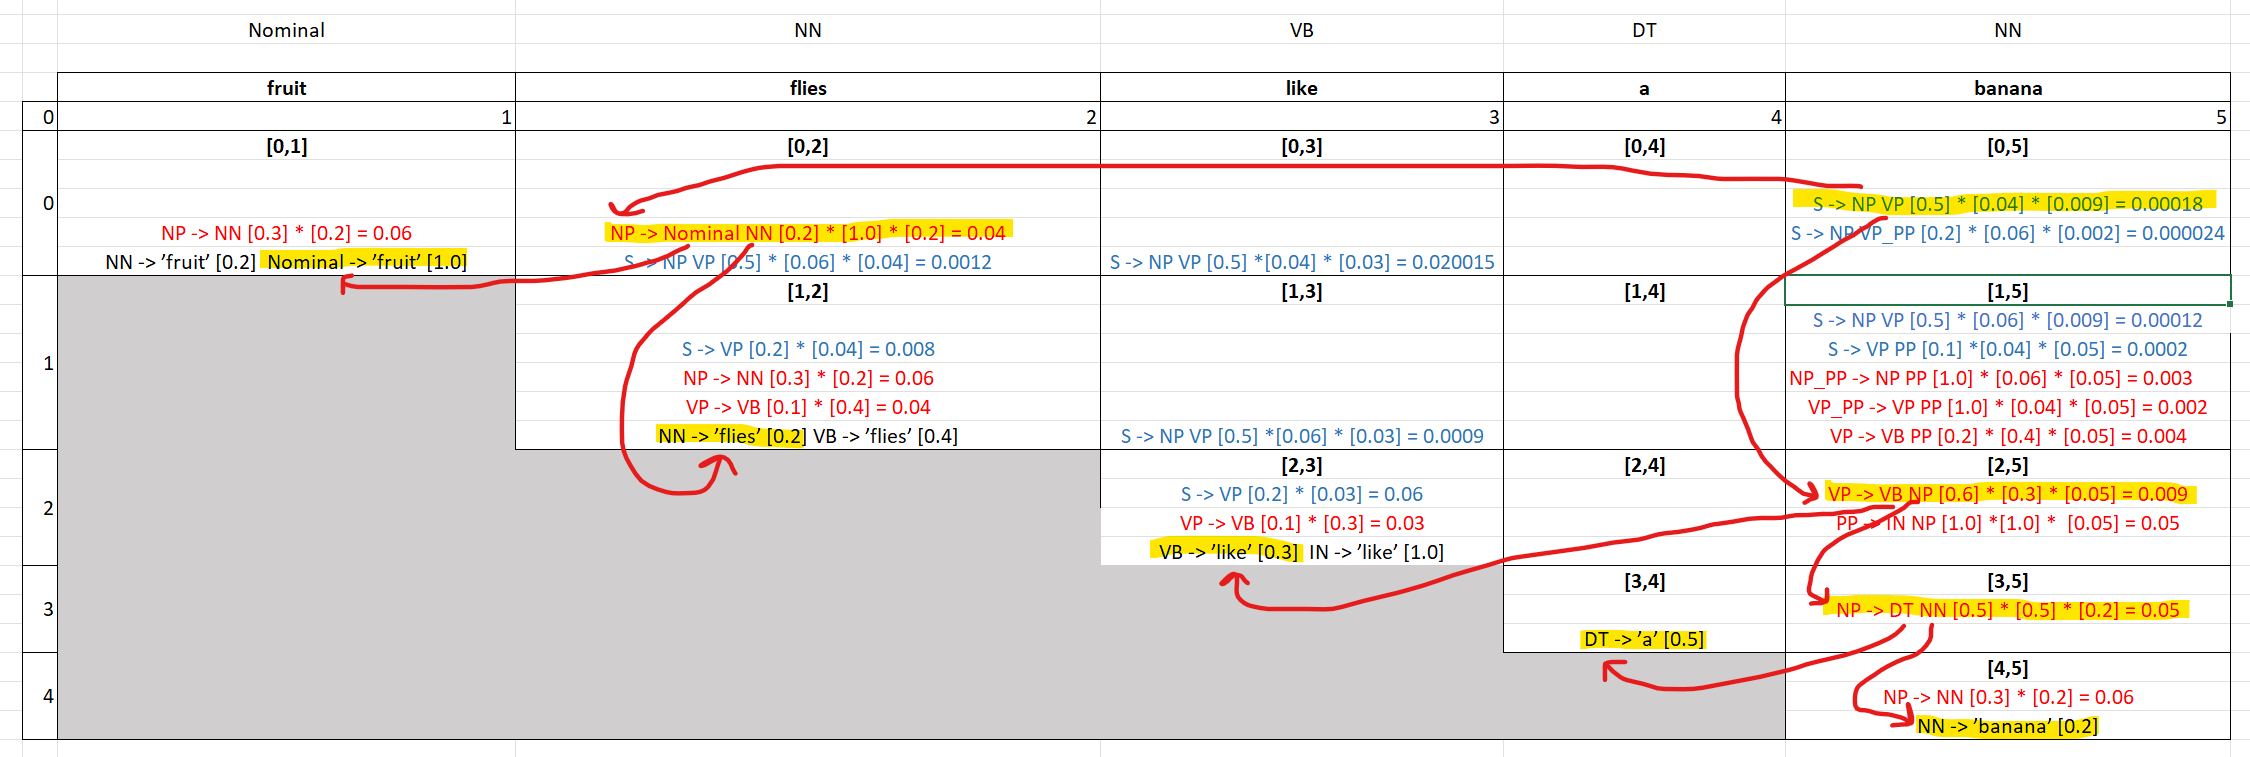 Nominal NN VB DT NN
fruit flies like a banana
0 1 2 3 4 5
[0,1] [0,2] [0,3] [0,4] [0,5]
0
S -> NP VP [0.5] * [0.04] * [0.009] = 0.00018
NP -> NN [0.3] * [0.2] = 0.06 NP -> Nominal NN [0.2] * [1.0] * [0.2] = 0.04 S -> NP VP_PP [0.2] * [0.06] * [0.002] = 0.000024
NN -> ’fruit’ [0.2] Nominal -> ’fruit’ [1.0] S -> NP VP [0.5] * [0.06] * [0.04] = 0.0012 S -> NP VP [0.5] *[0.04] * [0.03] = 0.020015
[1,2] [1,3] [1,4] [1,5]
S -> NP VP [0.5] * [0.06] * [0.009] = 0.00012
1
S -> VP [0.2] * [0.04] = 0.008 S -> VP PP [0.1] *[0.04] * [0.05] = 0.0002
NP -> NN [0.3] * [0.2] = 0.06 NP_PP -> NP PP [1.0] * [0.06] * [0.05] = 0.003
VP -> VB [0.1] * [0.4] = 0.04 VP_PP -> VP PP [1.0] * [0.04] * [0.05] = 0.002
NN -> ’flies’ [0.2] VB -> ’flies’ [0.4] S -> NP VP [0.5] *[0.06] * [0.03] = 0.0009 VP -> VB PP [0.2] * [0.4] * [0.05] = 0.004
[2,3] [2,4] [2,5]
S -> VP [0.2] * [0.03] = 0.06 VP -> VB NP [0.6] * [0.3] * [0.05] = 0.009
2
VP -> VB [0.1] * [0.3] = 0.03 PP -> IN NP [1.0] *[1.0] * [0.05] = 0.05
VB -> ’like’ [0.3] IN -> ’like’ [1.0]
[3,4] [3,5]
3 NP -> DT NN [0.5] * [0.5] * [0.2] = 0.05
DT -> ’a’ [0.5]
[4,5]
4 NP -> NN [0.3] * [0.2] = 0.06
NN -> ’banana’ [0.2]